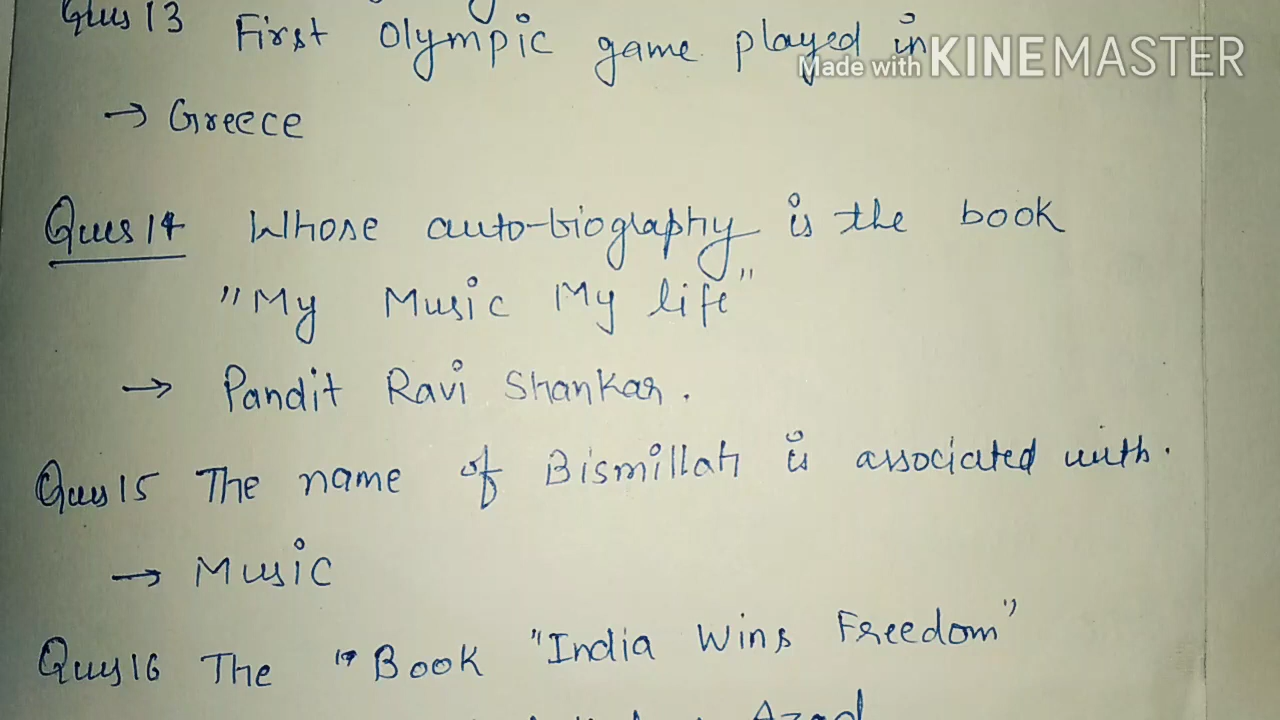 Ques 13 First Olympic game played in
Made with KINEMASTER
→ Greece
Ques 14 Whose auto-biography is the book
"My Music My life"
→ Pandit Ravi Shankar.
Ques 15 The name of Bismillah is associated with.
→ Music
Ques 16 The "Book "India Wins Freedom"
Azad